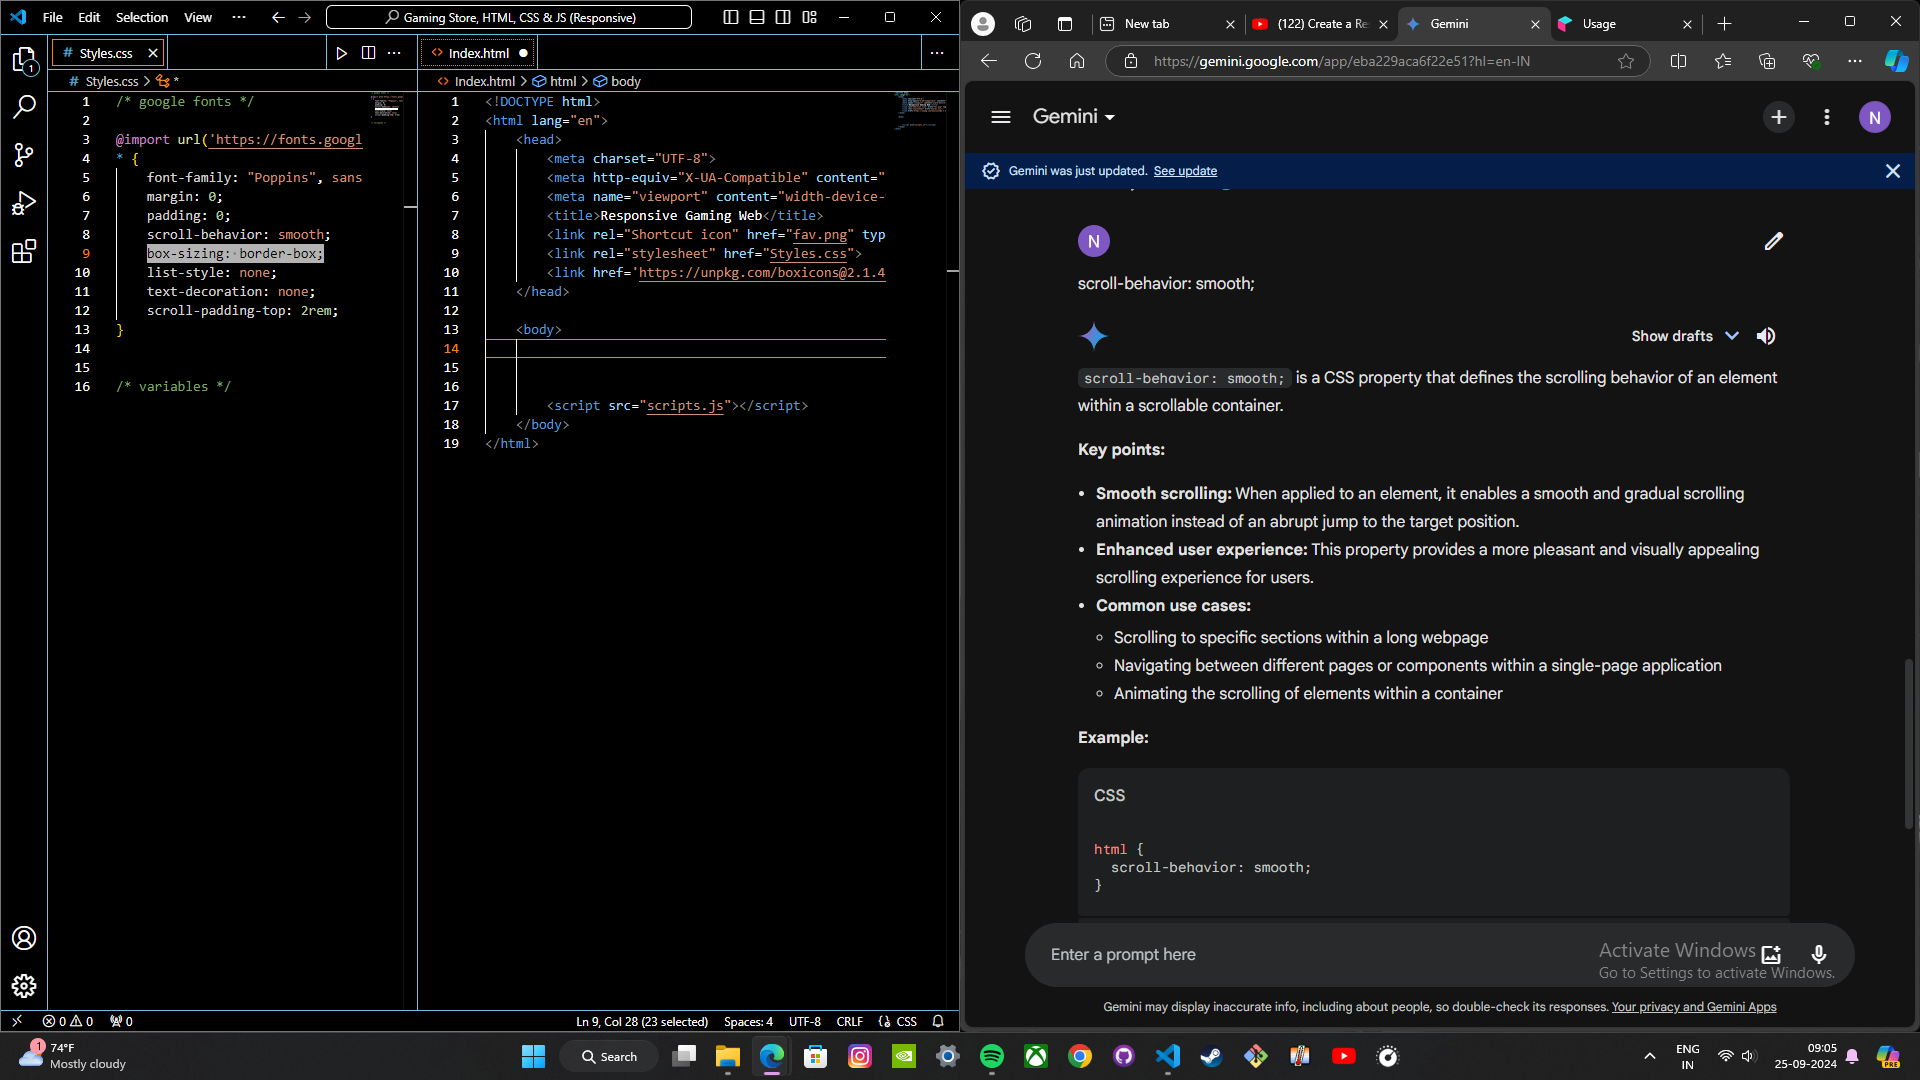 File Edit Selection View ··· Gaming Store, HTML, CSS & JS (Responsive)
# Styles.css
Index.html
# Styles.css > *
Index.html > html > body
1 /* google fonts */
2
3 @import url('https://fonts.googl
4 * {
5 font-family: "Poppins", sans
6 margin: 0;
7 padding: 0;
8 scroll-behavior: smooth;
9 box-sizing: border-box;
10 list-style: none;
11 text-decoration: none;
12 scroll-padding-top: 2rem;
13 }
14
15
16 /* variables */
1 <!DOCTYPE html>
2 <html lang="en">
3 <head>
4 <meta charset="UTF-8">
5 <meta http-equiv="X-UA-Compatible" content="
6 <meta name="viewport" content="width-device-
7 <title>Responsive Gaming Web</title>
8 <link rel="Shortcut icon" href="fav.png" typ
9 <link rel="stylesheet" href="Styles.css">
10 <link href='https://unpkg.com/boxicons@2.1.4
11 </head>
12
13 <body>
14
15
16
17 <script src="scripts.js"></script>
18 </body>
19 </html>
1
0 0 0
Ln 9, Col 28 (23 selected) Spaces: 4 UTF-8 CRLF {} CSS
New tab
(122) Create a Re
Gemini
Usage
https://gemini.google.com/app/eba229aca6f22e51?hl=en-IN
Gemini
N
Gemini was just updated. See update
N
scroll-behavior: smooth;
Show drafts
scroll-behavior: smooth; is a CSS property that defines the scrolling behavior of an element
within a scrollable container.
Key points:
• Smooth scrolling: When applied to an element, it enables a smooth and gradual scrolling
animation instead of an abrupt jump to the target position.
• Enhanced user experience: This property provides a more pleasant and visually appealing
scrolling experience for users.
• Common use cases:
◦ Scrolling to specific sections within a long webpage
◦ Navigating between different pages or components within a single-page application
◦ Animating the scrolling of elements within a container
Example:
CSS
html {
scroll-behavior: smooth;
}
Enter a prompt here
Activate Windows
Go to Settings to activate Windows.
Gemini may display inaccurate info, including about people, so double-check its responses. Your privacy and Gemini Apps
1
74°F
Mostly cloudy
Search
ENG
IN
09:05
25-09-2024
PRE